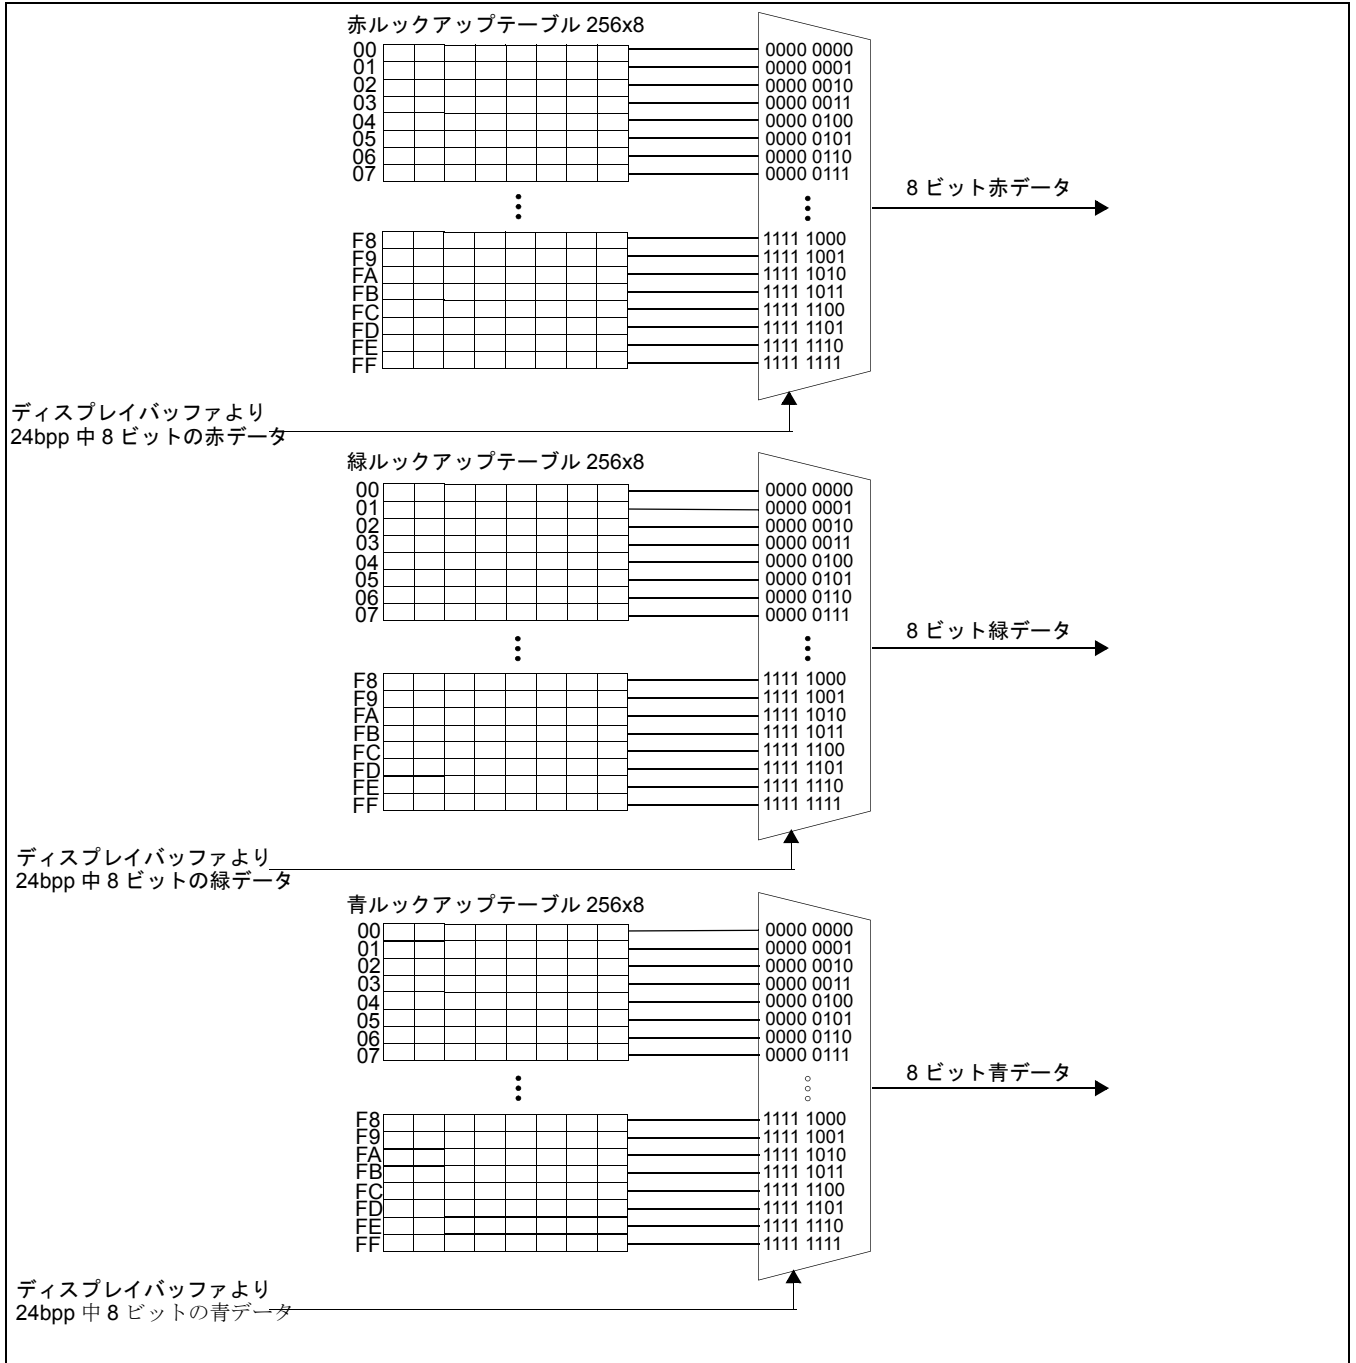 赤ルックアップテーブル 256x8
00 0000 0000
01 0000 0001
02 0000 0010
03 0000 0011
04 0000 0100
05 0000 0101
06 0000 0110
07 0000 0111
8 ビット赤データ
F8 1111 1000
F9 1111 1001
FA 1111 1010
FB 1111 1011
FC 1111 1100
FD 1111 1101
FE 1111 1110
FF 1111 1111
ディスプレイバッファより
24bpp 中 8 ビットの赤データ
緑ルックアップテーブル 256x8
00 0000 0000
01 0000 0001
02 0000 0010
03 0000 0011
04 0000 0100
05 0000 0101
06 0000 0110
07 0000 0111
8 ビット緑データ
F8 1111 1000
F9 1111 1001
FA 1111 1010
FB 1111 1011
FC 1111 1100
FD 1111 1101
FE 1111 1110
FF 1111 1111
ディスプレイバッファより
24bpp 中 8 ビットの緑データ
青ルックアップテーブル 256x8
00 0000 0000
01 0000 0001
02 0000 0010
03 0000 0011
04 0000 0100
05 0000 0101
06 0000 0110
07 0000 0111
8 ビット青データ
F8 1111 1000
F9 1111 1001
FA 1111 1010
FB 1111 1011
FC 1111 1100
FD 1111 1101
FE 1111 1110
FF 1111 1111
ディスプレイバッファより
24bpp 中 8 ビットの青データ